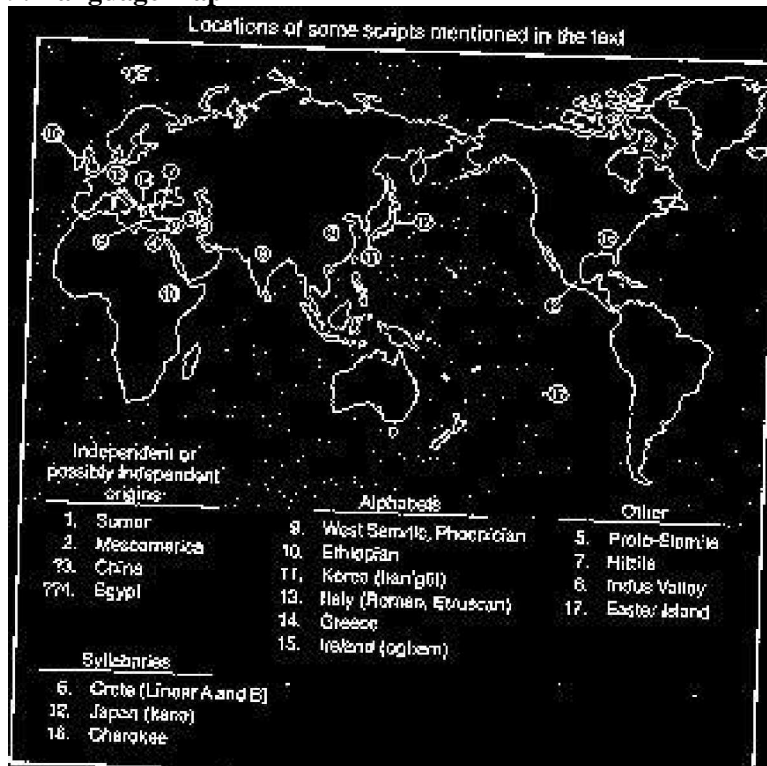 Language Map
Locations of some scripts mentioned in the text
Independent or
possibly independent
origins
1. Sumer
2. Mesoamerica
?3. China
??4. Egypt
Syllabaries
6. Crete (Linear A and B)
12. Japan (kana)
16. Cherokee
Alphabets
9. West Semitic, Phoenician
10. Ethiopian
11. Korea (han'gŭl)
13. Italy (Roman, Etruscan)
14. Greece
15. Ireland (ogham)
Other
5. Proto-Elamite
7. Hittite
8. Indus Valley
17. Easter Island